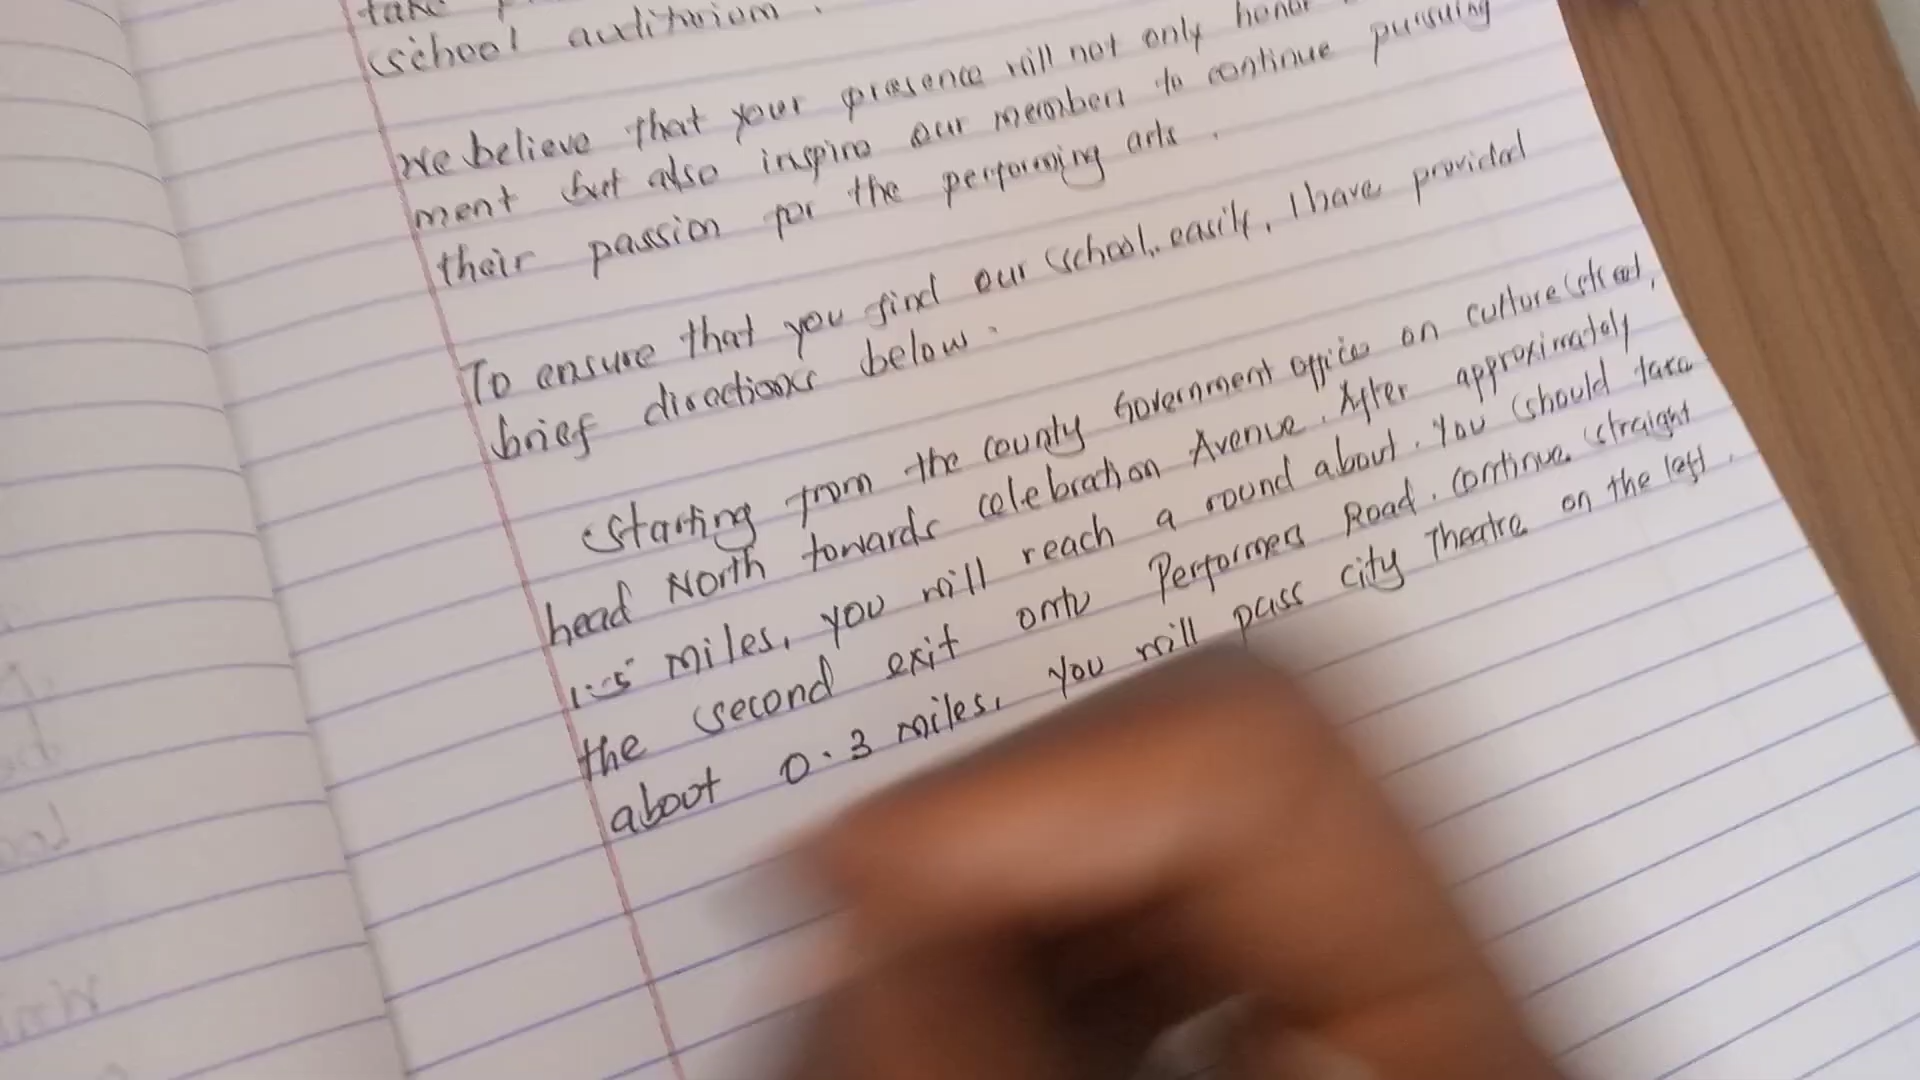 take
school auditoriom.
We believe that your presence will not only honor
ment but also inspire our members to continue pursuing
their passion for the performing arts.
To ensure that you find our school, easily, I have provided
brief directions below.
Starting from the county Government offices on culture street,
head North towards celebration Avenue. After approximately
1.5 miles, you will reach a round about. You should take
the second exit onto Performers Road. continue straight
about 0.3 miles, you will pass city Theatre on the left.